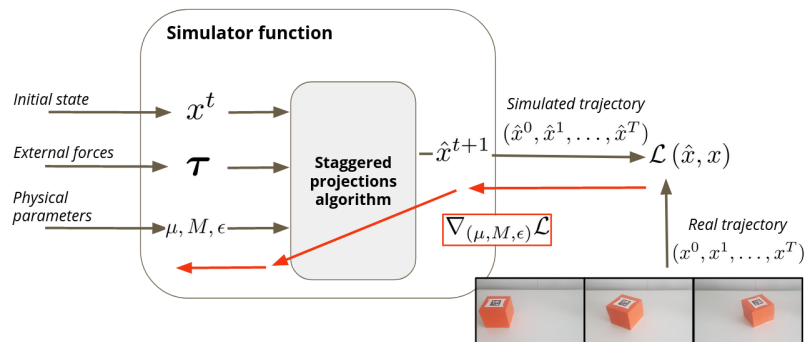 Simulator function
Initial state
x^t
External forces
τ
Physical
parameters
μ, M, ϵ
Staggered
projections
algorithm
x̂^{t+1}
Simulated trajectory
(x̂^0, x̂^1, . . . , x̂^T)
ℒ (x̂, x)
∇_{(μ,M,ϵ)}ℒ
Real trajectory
(x^0, x^1, . . . , x^T)